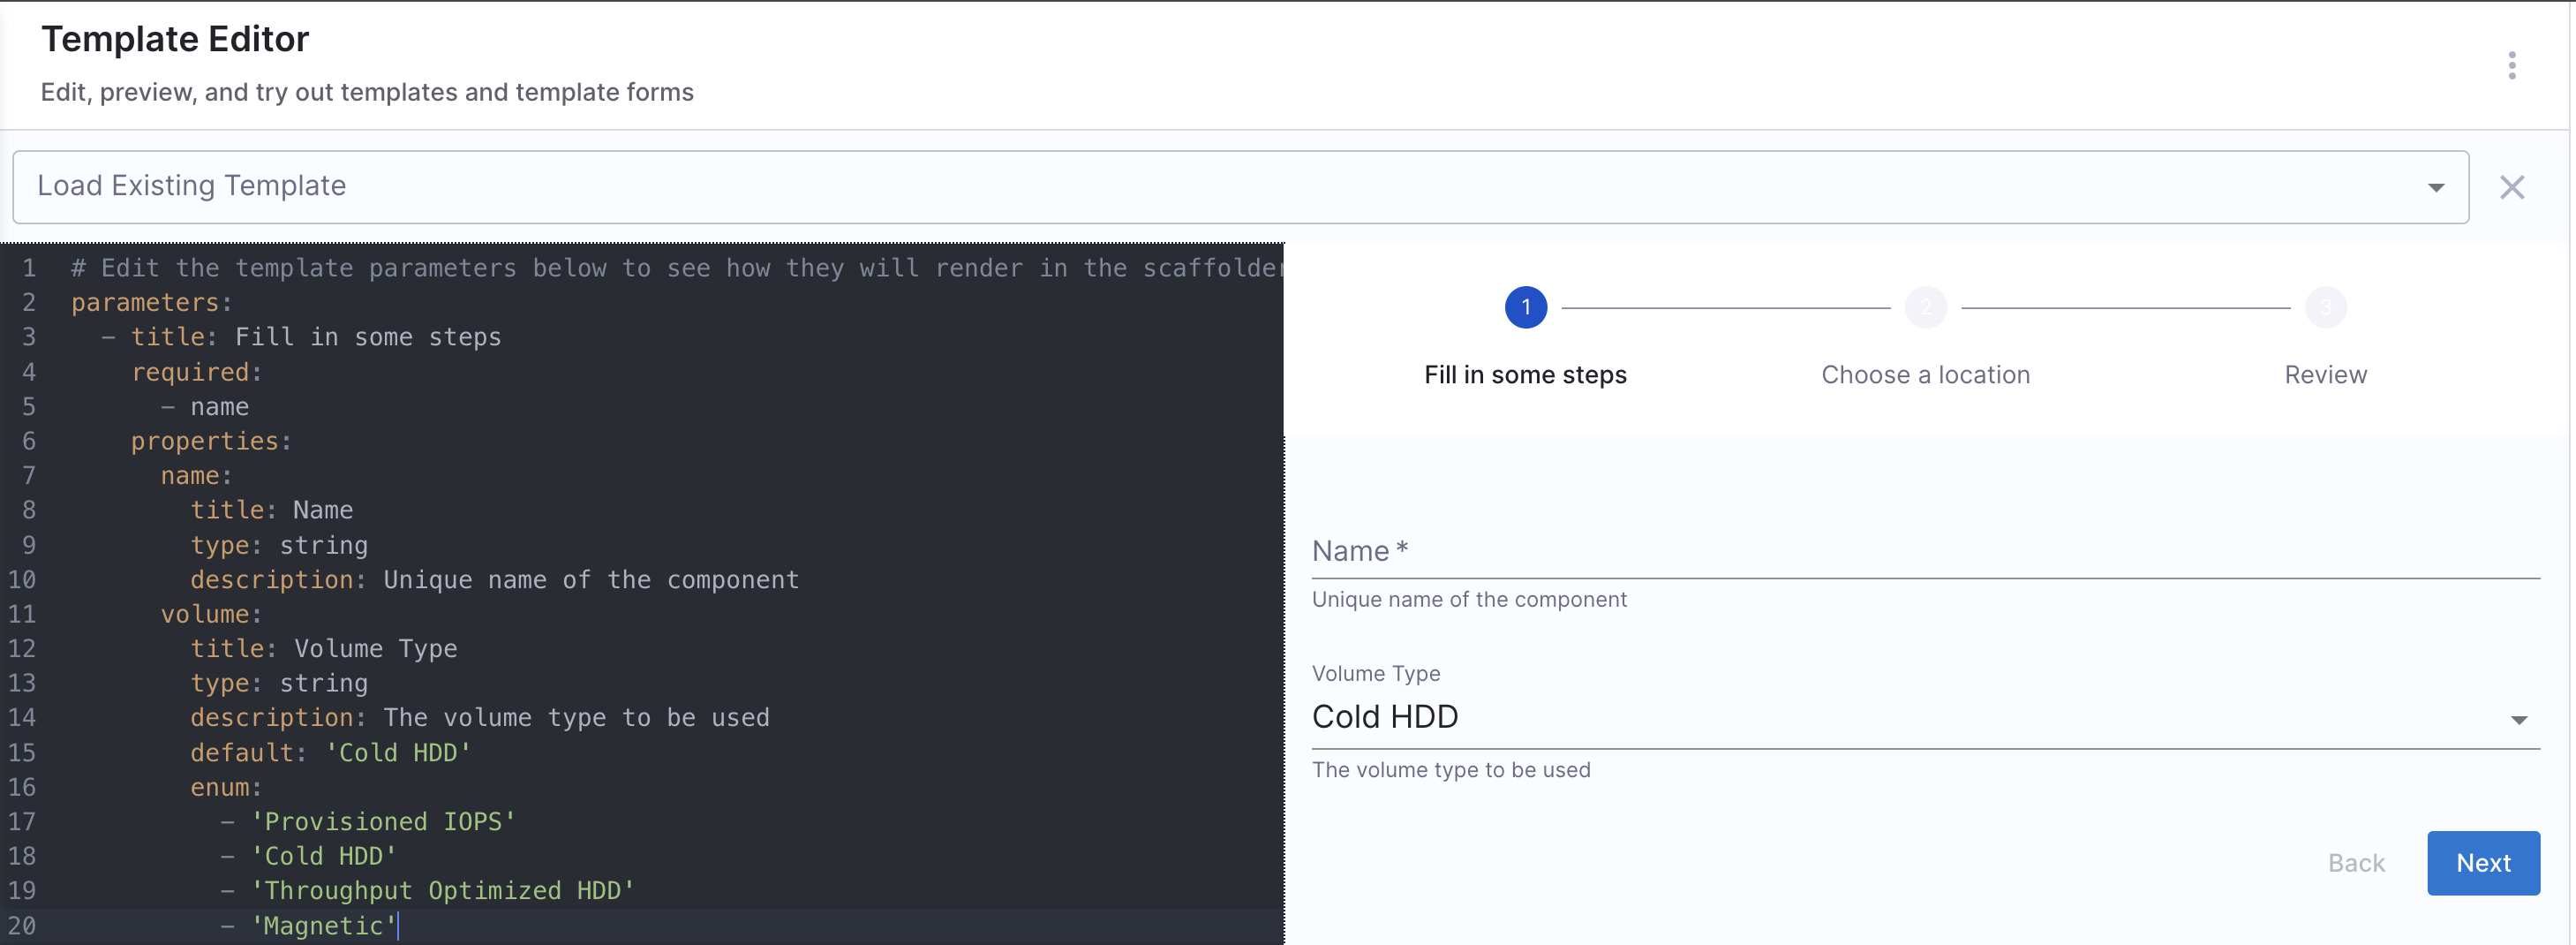 Template Editor
Edit, preview, and try out templates and template forms
Load Existing Template
1 # Edit the template parameters below to see how they will render in the scaffolder
2 parameters:
3 - title: Fill in some steps
4 required:
5 - name
6 properties:
7 name:
8 title: Name
9 type: string
10 description: Unique name of the component
11 volume:
12 title: Volume Type
13 type: string
14 description: The volume type to be used
15 default: 'Cold HDD'
16 enum:
17 - 'Provisioned IOPS'
18 - 'Cold HDD'
19 - 'Throughput Optimized HDD'
20 - 'Magnetic'
1 2 3
Fill in some steps Choose a location Review
Name *
Unique name of the component
Volume Type
Cold HDD
The volume type to be used
Back Next